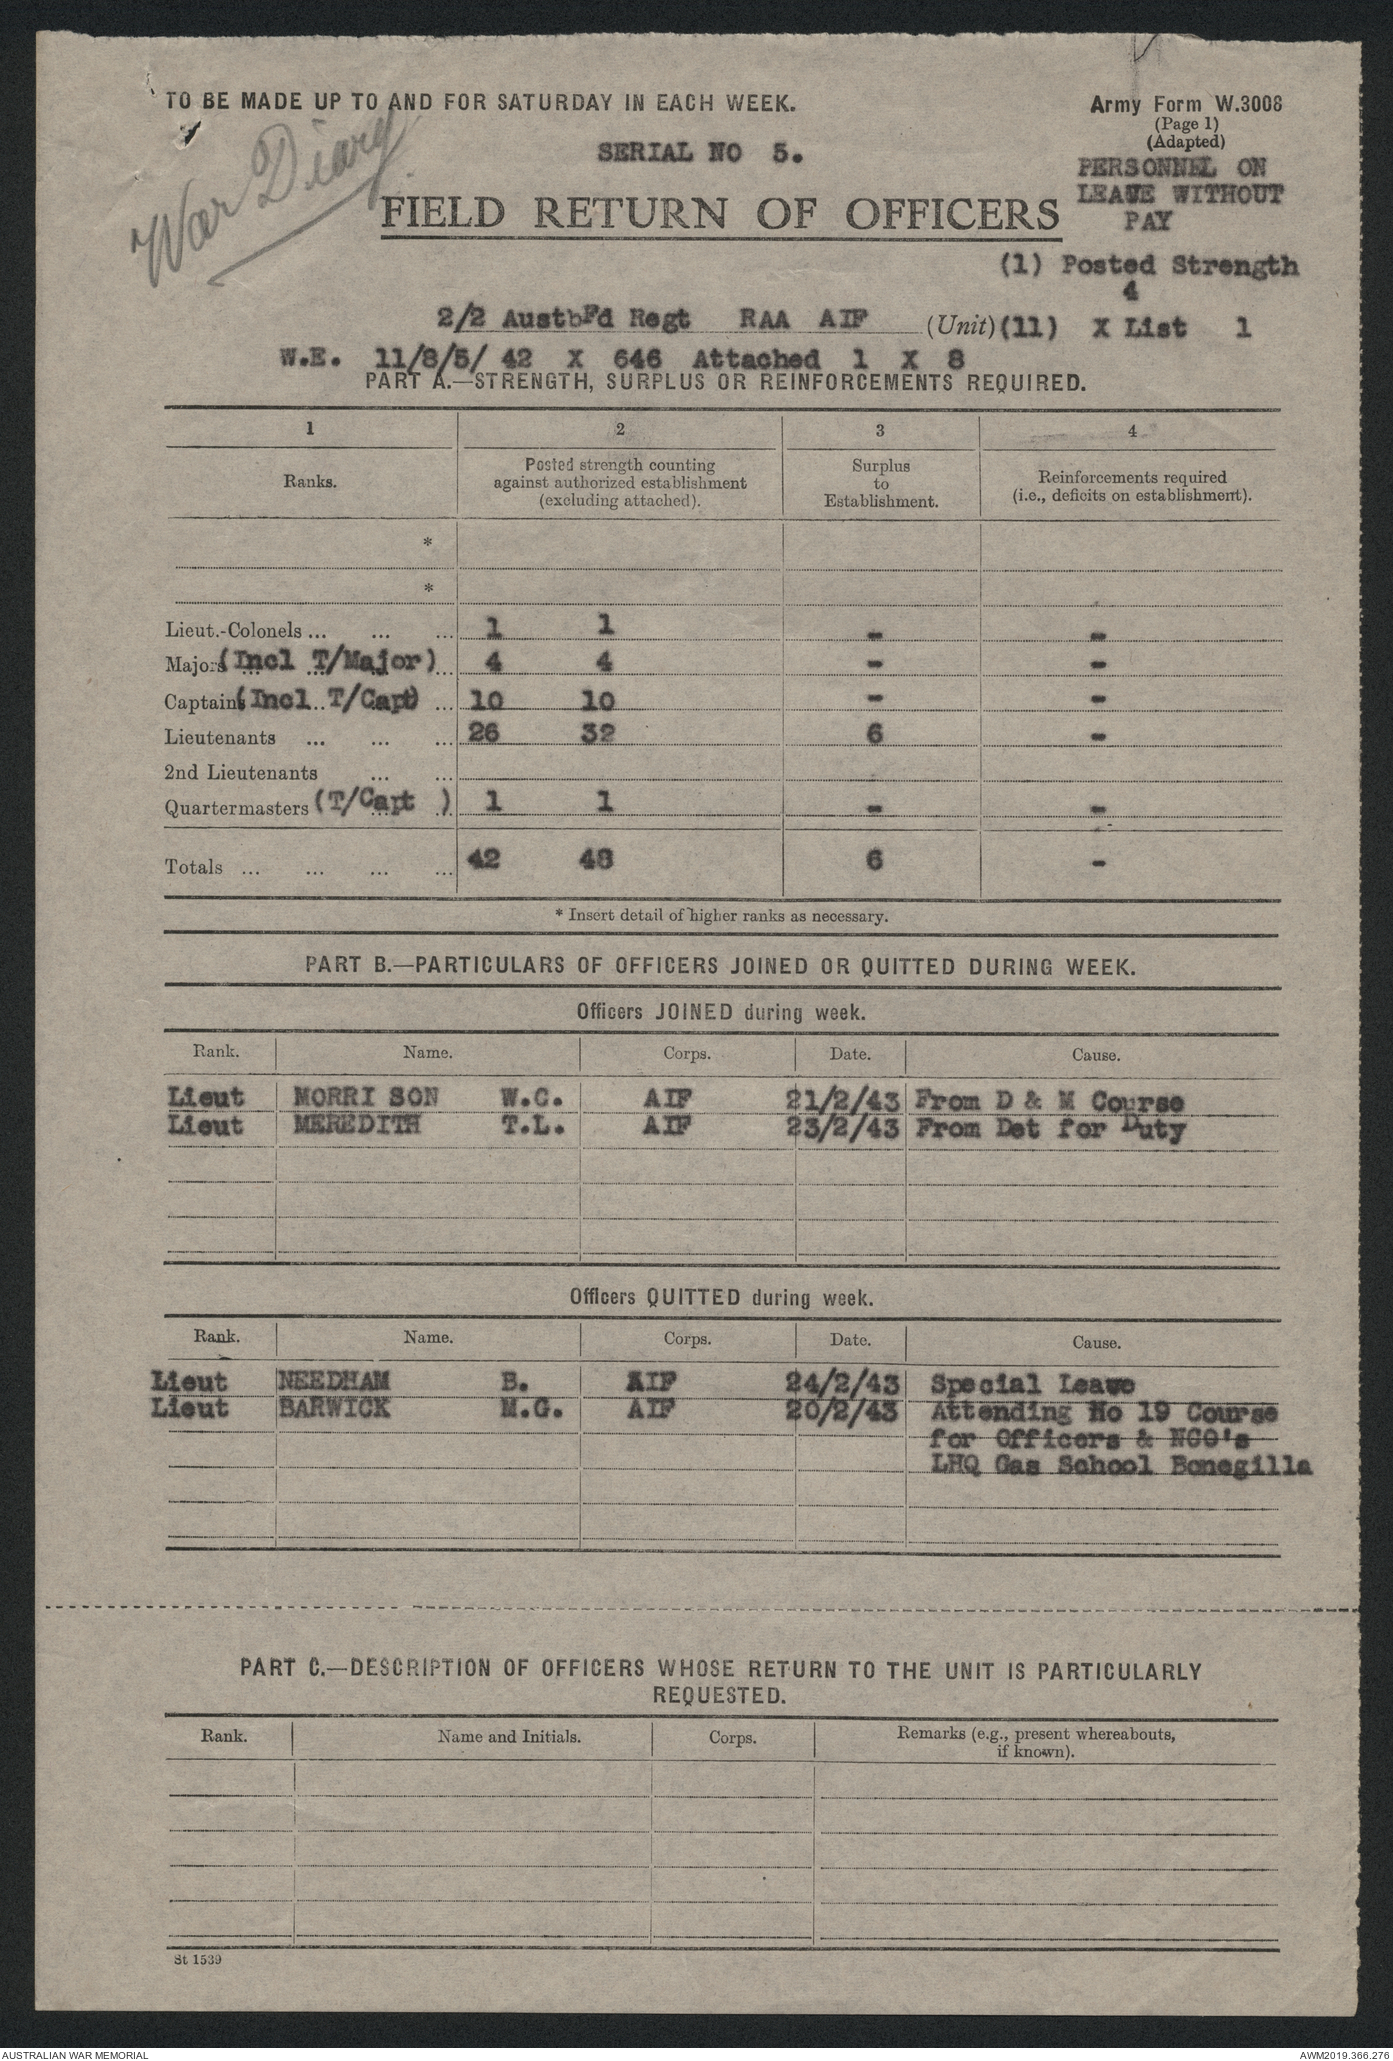 TO BE MADE UP TO AND FOR SATURDAY IN EACH WEEK.
Army Form W.3008
(Page 1)
(Adapted)
War Diary
SERIAL NO 5.
PERSONNEL ON
LEAVE WITHOUT
PAY
FIELD RETURN OF OFFICERS
(1) Posted Strength
4
2/2 Aust Fd Regt RAA AIF (Unit) (11) X List 1
W.E. 11/8/5/ 42 X 646 Attached 1 X 8
PART A.—STRENGTH, SURPLUS OR REINFORCEMENTS REQUIRED.
1 2 3 4
Ranks. Posted strength counting against authorized establishment (excluding attached). Surplus to Establishment. Reinforcements required (i.e., deficits on establishment).
*
*
Lieut.-Colonels ... ... ... 1 1 - -
Majors (Incl T/Major) ... 4 4 - -
Captains (Incl T/Capt) ... 10 10 - -
Lieutenants ... ... ... 26 32 6 -
2nd Lieutenants ... ...
Quartermasters (T/Capt ) 1 1 - -
Totals ... ... ... ... 42 48 6 -
* Insert detail of higher ranks as necessary.
PART B.—PARTICULARS OF OFFICERS JOINED OR QUITTED DURING WEEK.
Officers JOINED during week.
Rank. Name. Corps. Date. Cause.
Lieut MORRI SON W.C. AIF 21/2/43 From D & M Course
Lieut MEREDITH T.L. AIF 23/2/43 From Det for Duty
Officers QUITTED during week.
Rank. Name. Corps. Date. Cause.
Lieut NEEDHAM B. AIF 24/2/43 Special Leave
Lieut BARWICK M.G. AIF 20/2/43 Attending No 19 Course
for Officers & NCO's
LHQ Gas School Bonegilla
PART C.—DESCRIPTION OF OFFICERS WHOSE RETURN TO THE UNIT IS PARTICULARLY
REQUESTED.
Rank. Name and Initials. Corps. Remarks (e.g., present whereabouts, if known).
St 1539
AUSTRALIAN WAR MEMORIAL
AWM2019.366.276